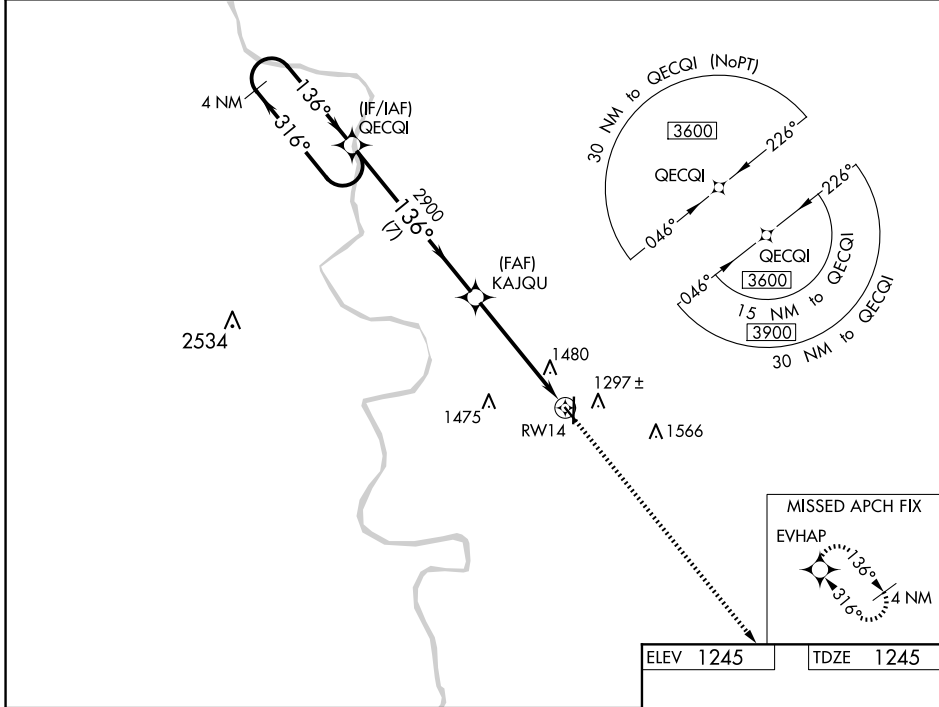 4 NM
136°
316°
(IF/IAF)
QECQI
2900
136°
(7)
(FAF)
KAJQU
2534
1480
1475
1297 ±
RW14
1566
30 NM to QECQI (NoPT)
3600
QECQI
226°
046°
226°
QECQI
046°
3600
15 NM to QECQI
3900
30 NM to QECQI
MISSED APCH FIX
EVHAP
136°
316°
4 NM
ELEV 1245
TDZE 1245